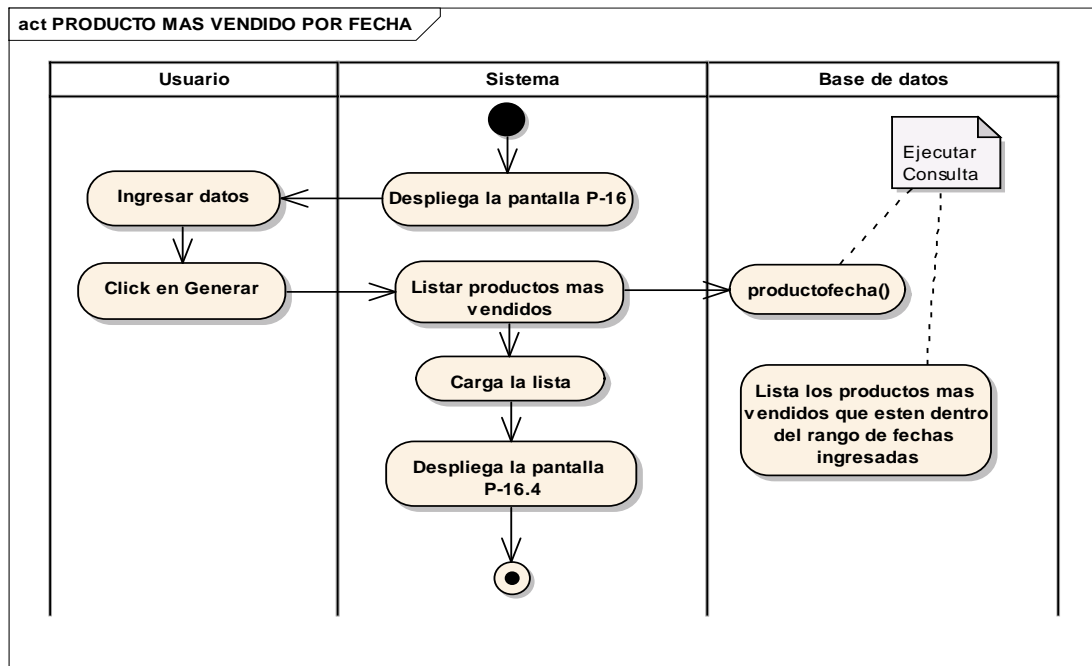 act PRODUCTO MAS VENDIDO POR FECHA
Usuario
Sistema
Base de datos
Ejecutar
Consulta
Ingresar datos
Despliega la pantalla P-16
Click en Generar
Listar productos mas
vendidos
productofecha()
Carga la lista
Lista los productos mas
vendidos que esten dentro
del rango de fechas
ingresadas
Despliega la pantalla
P-16.4